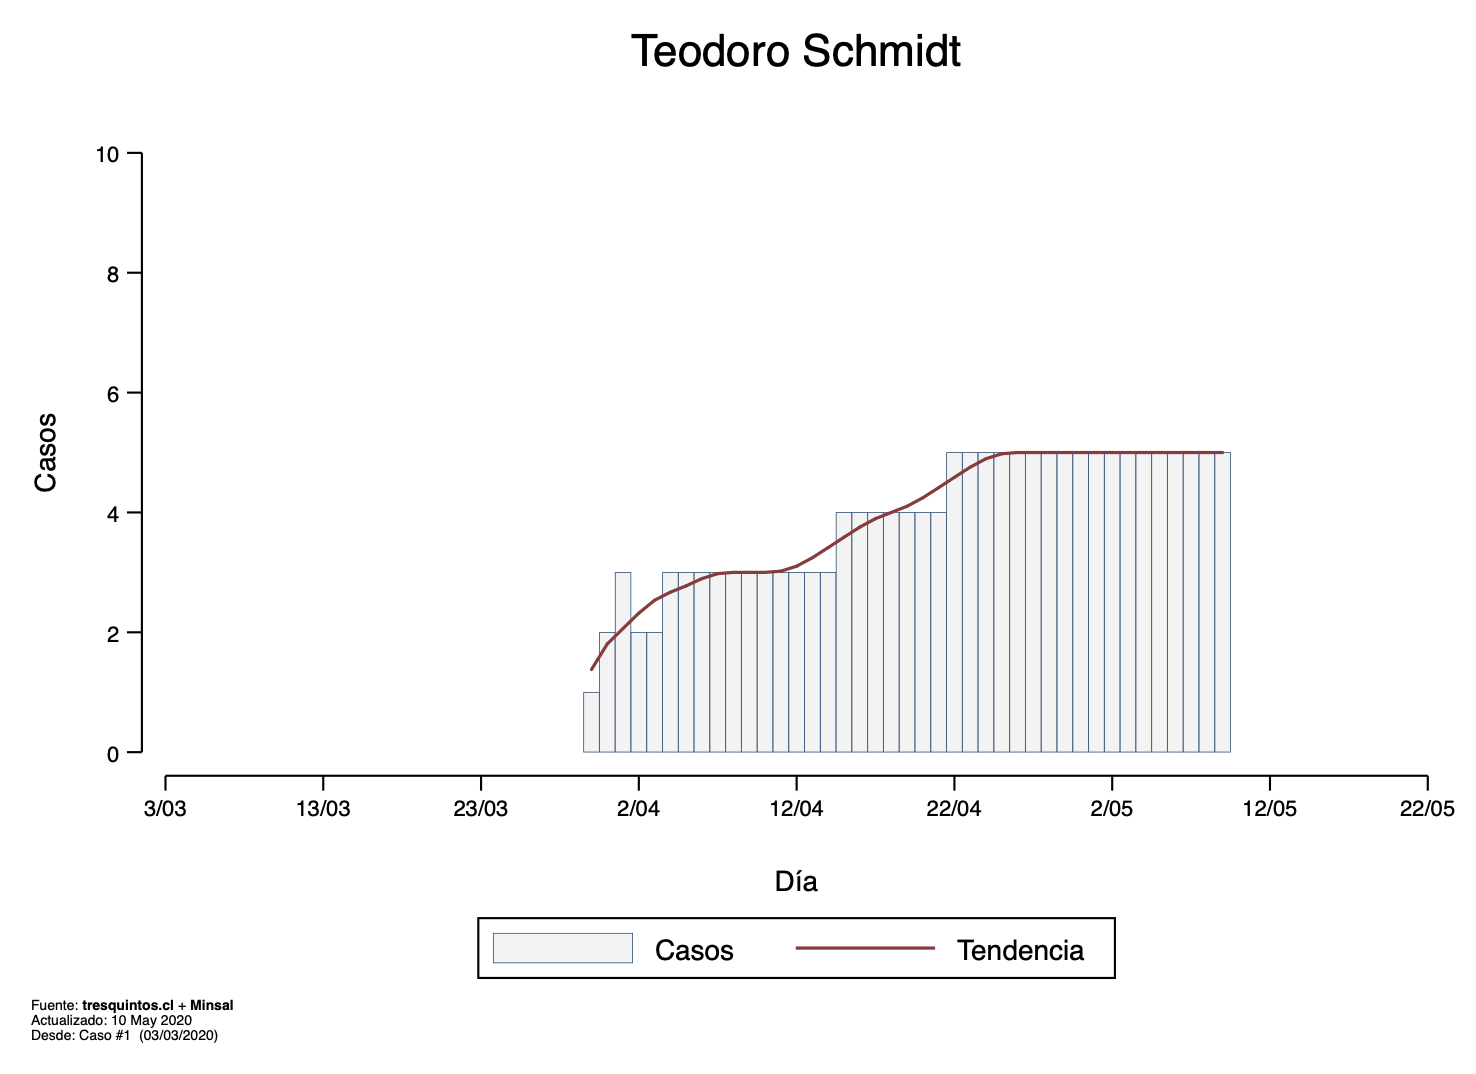 Teodoro Schmidt
10
8
6
4
2
0
Casos
3/03 13/03 23/03 2/04 12/04 22/04 2/05 12/05 22/05
Día
Casos Tendencia
Fuente: tresquintos.cl + Minsal
Actualizado: 10 May 2020
Desde: Caso #1 (03/03/2020)